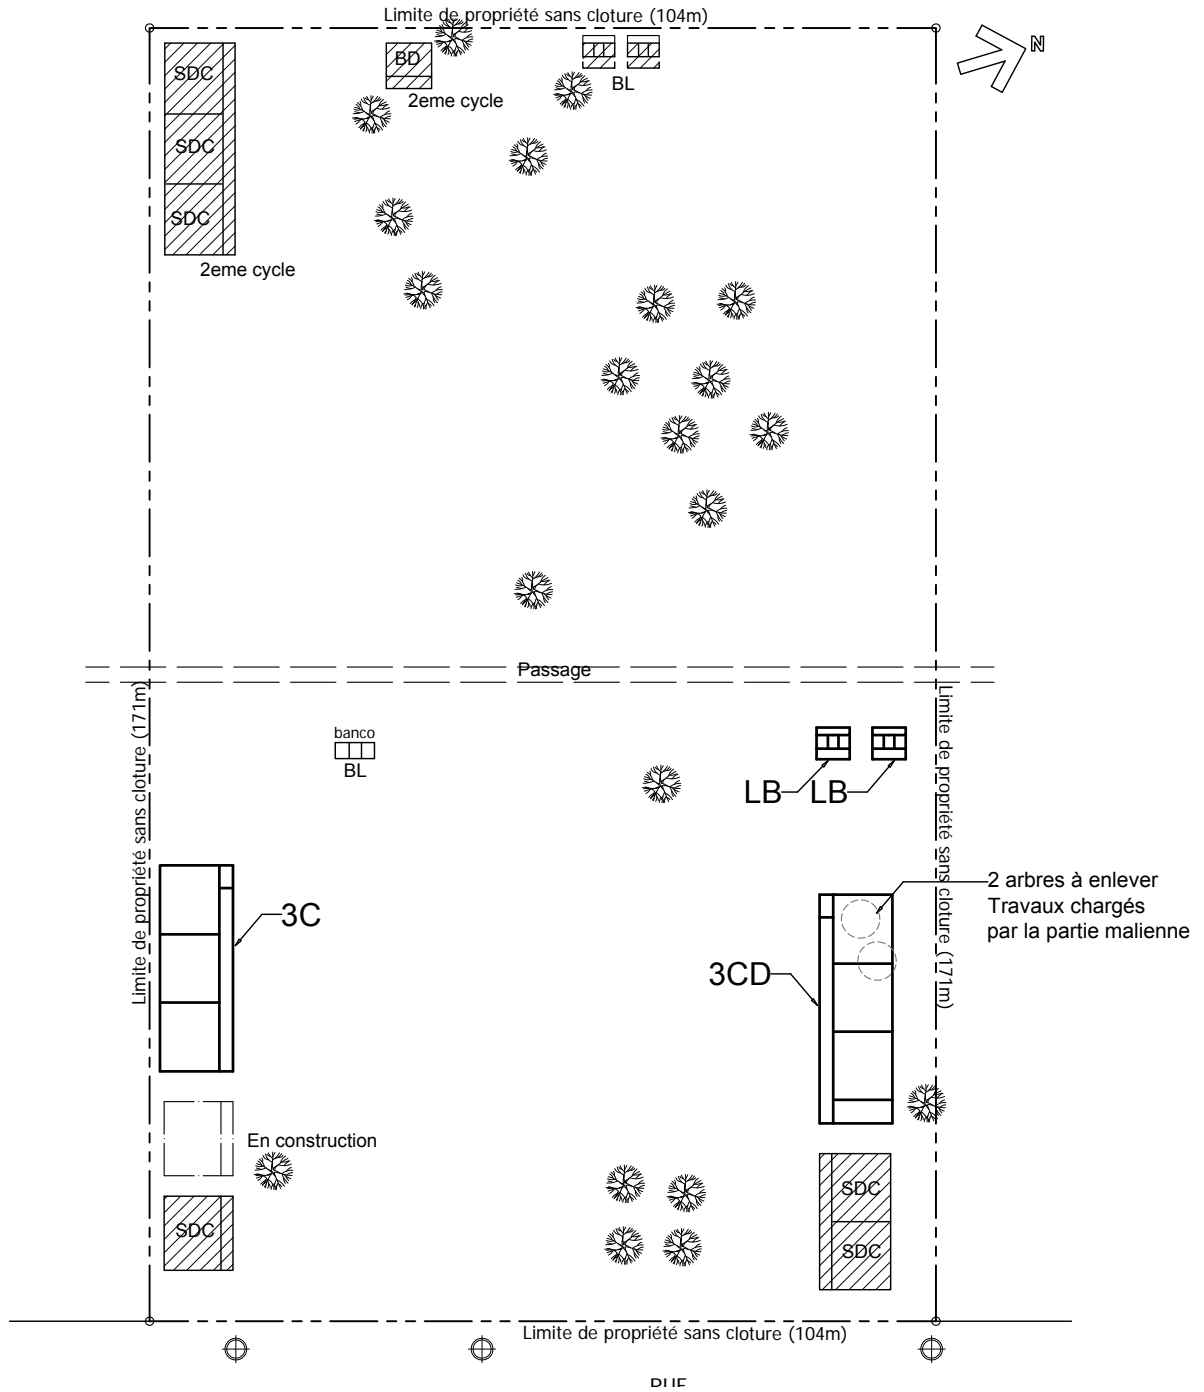 Limite de propriété sans cloture (104m)
N
SDC
BD
BL
2eme cycle
SDC
SDC
2eme cycle
Passage
Limite de propriété sans cloture (171m)
Limite de propriété sans cloture (171m)
banco
BL
LB
LB
3C
2 arbres à enlever
Travaux chargés
par la partie malienne
3CD
En construction
SDC
SDC
SDC
Limite de propriété sans cloture (104m)
RUE